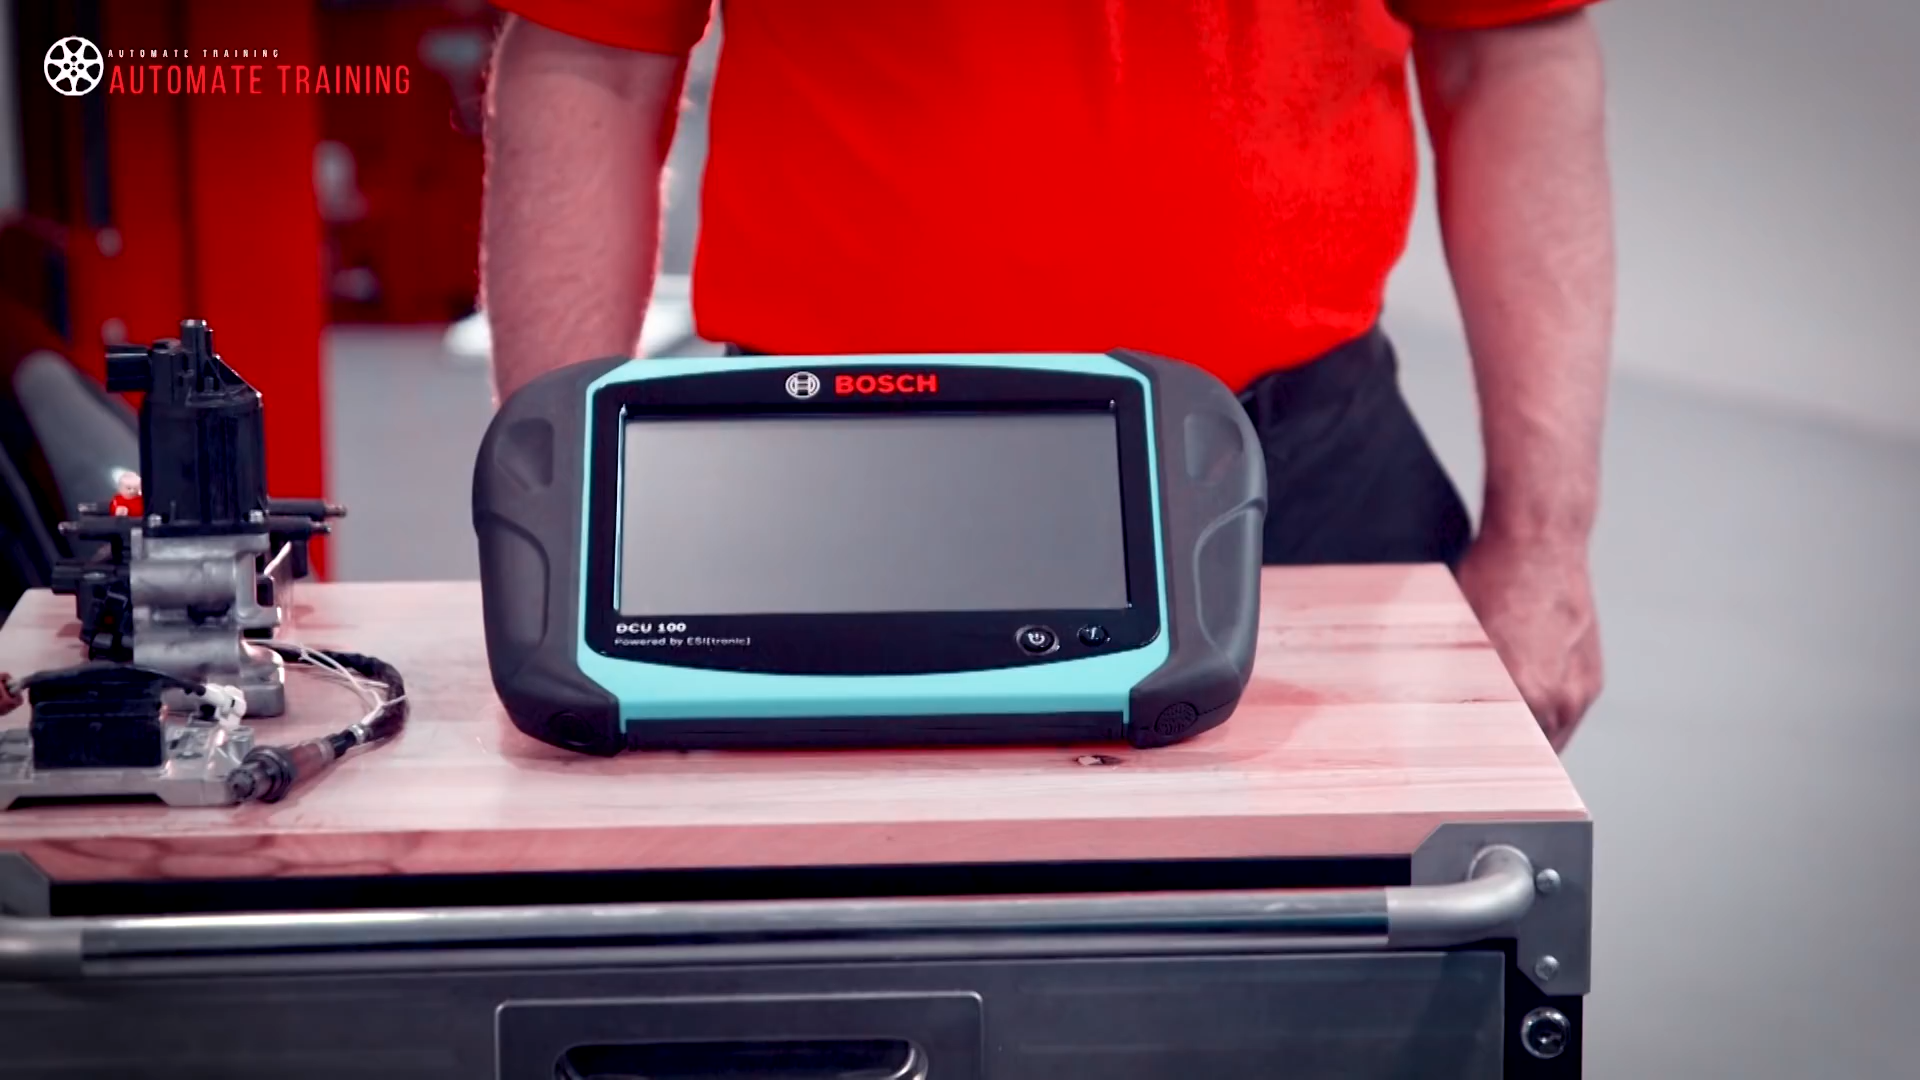 AUTOMATE TRAINING
AUTOMATE TRAINING
BOSCH
DCU 100
Powered by ESI[tronic]